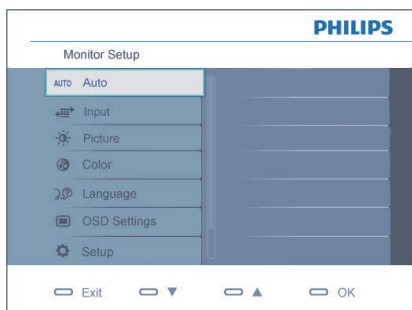 PHILIPS
Monitor Setup
AUTO Auto
Input
Picture
Color
Language
OSD Settings
Setup
Exit ▼ ▲ OK